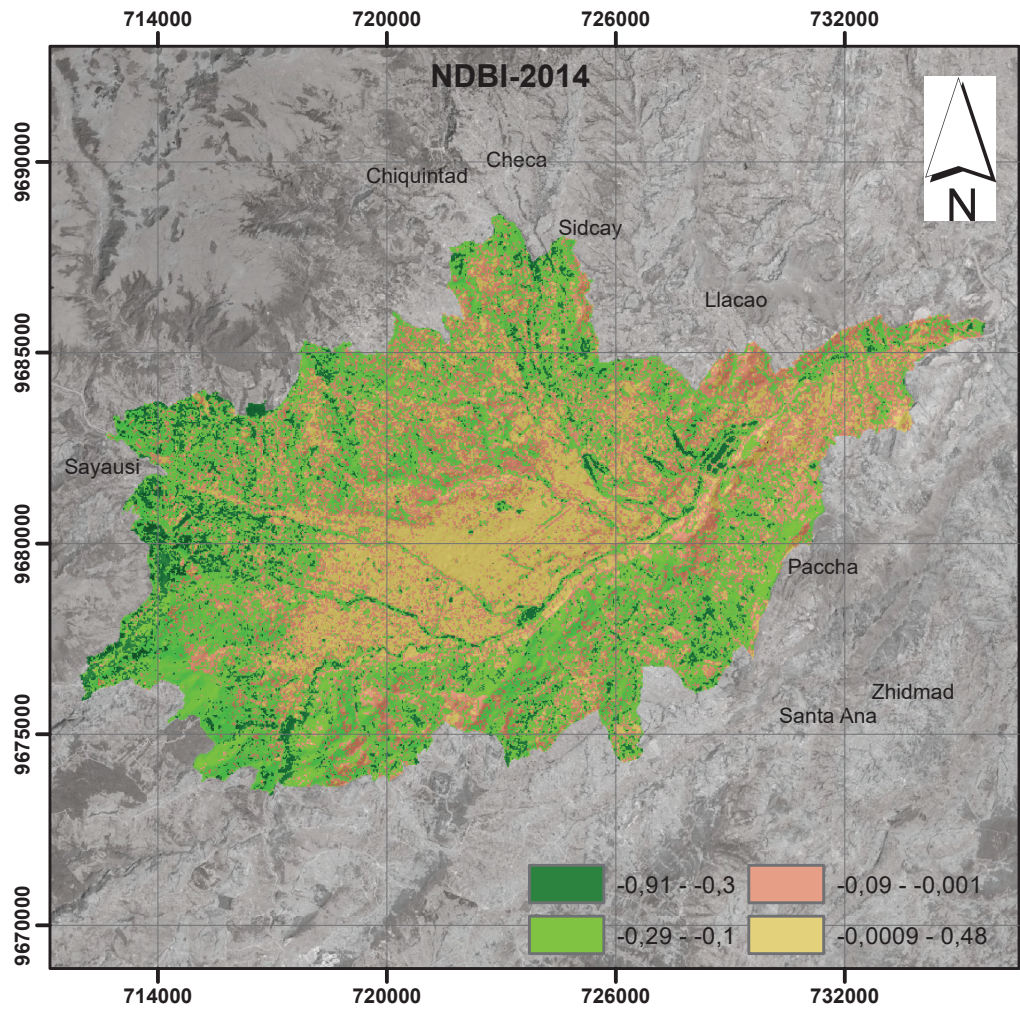 714000 720000 726000 732000
NDBI-2014
N
9690000
9685000
9680000
9675000
9670000
Checa
Chiquintad
Sidcay
Llacao
Sayausi
Paccha
Zhidmad
Santa Ana
-0,91 - -0,3 -0,09 - -0,001
-0,29 - -0,1 -0,0009 - 0,48
714000 720000 726000 732000